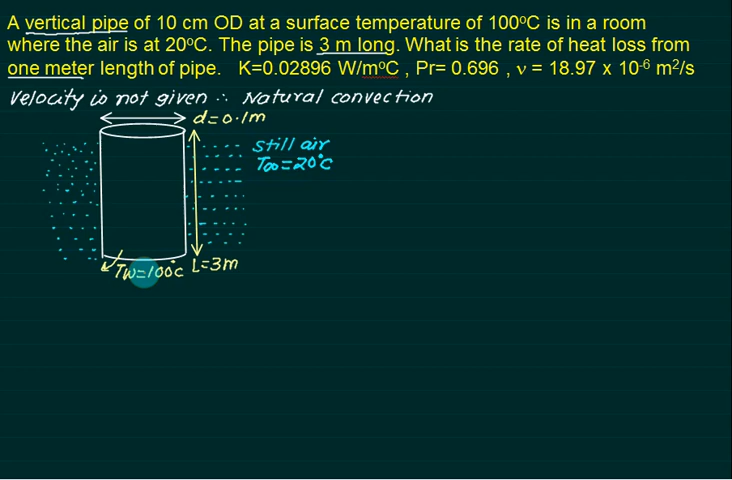 A vertical pipe of 10 cm OD at a surface temperature of 100⁰C is in a room
where the air is at 20⁰C. The pipe is 3 m long. What is the rate of heat loss from
one meter length of pipe. K=0.02896 W/m⁰C , Pr= 0.696 , ν = 18.97 x 10⁻⁶ m²/s
Velocity is not given ∴ Natural convection
d=0.1m
Still air
T∞=20°C
Tw=100°C L=3m